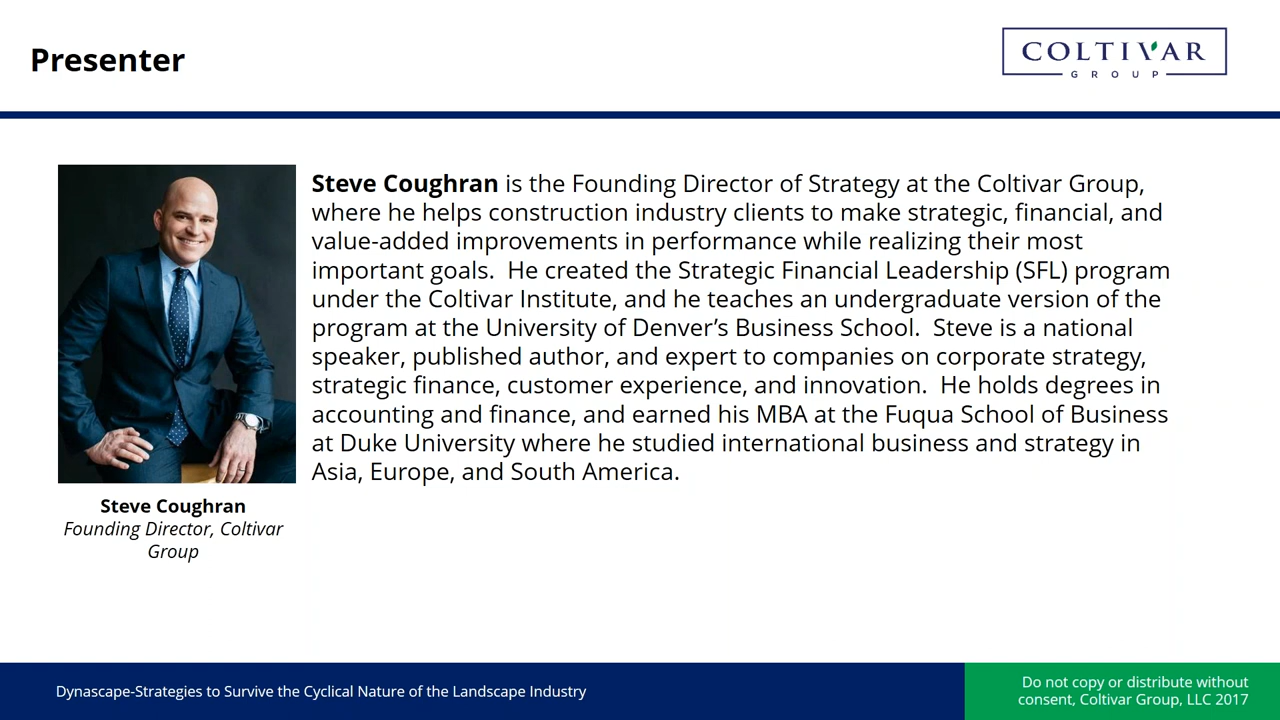 Presenter
COLTIVAR
GROUP
Steve Coughran is the Founding Director of Strategy at the Coltivar Group,
where he helps construction industry clients to make strategic, financial, and
value-added improvements in performance while realizing their most
important goals.  He created the Strategic Financial Leadership (SFL) program
under the Coltivar Institute, and he teaches an undergraduate version of the
program at the University of Denver’s Business School.  Steve is a national
speaker, published author, and expert to companies on corporate strategy,
strategic finance, customer experience, and innovation.  He holds degrees in
accounting and finance, and earned his MBA at the Fuqua School of Business
at Duke University where he studied international business and strategy in
Asia, Europe, and South America.
Steve Coughran
Founding Director, Coltivar
Group
Dynascape-Strategies to Survive the Cyclical Nature of the Landscape Industry
Do not copy or distribute without
consent, Coltivar Group, LLC 2017